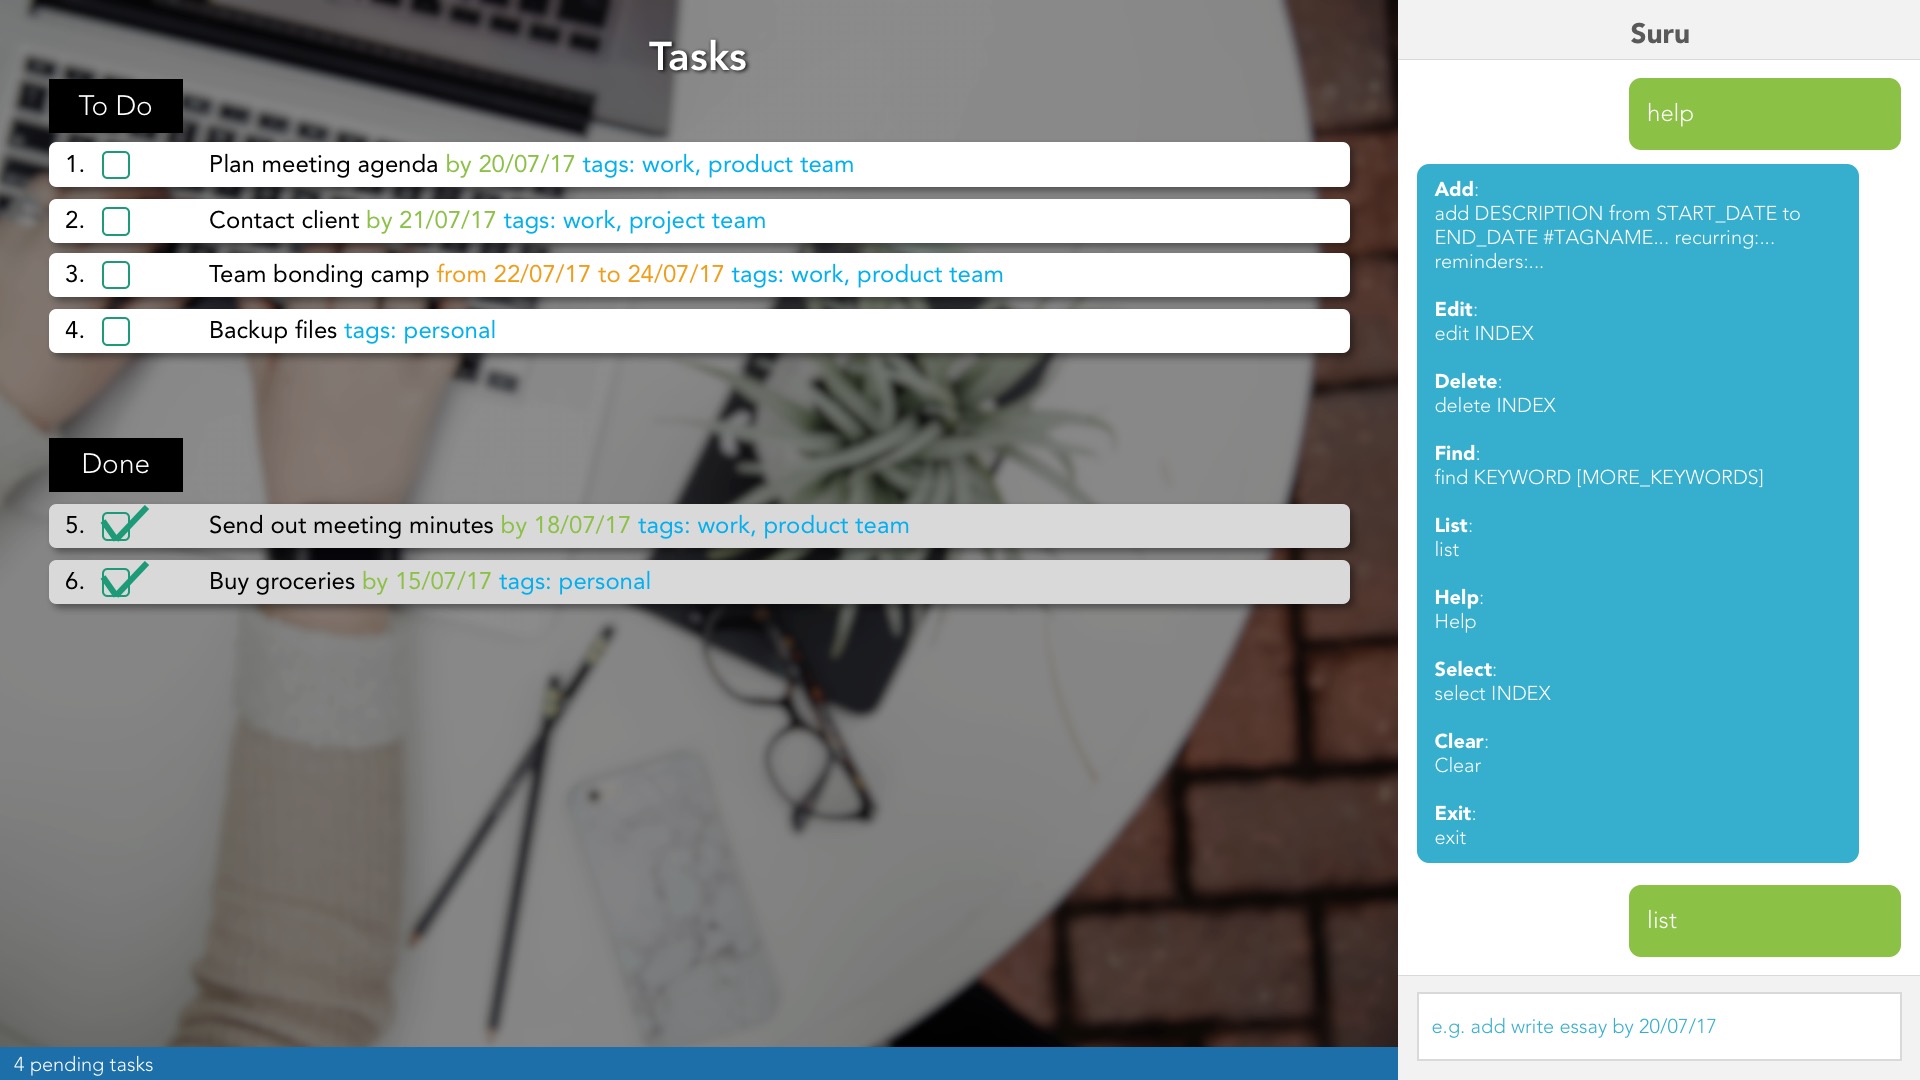 Tasks
To Do
1. Plan meeting agenda by 20/07/17 tags: work, product team
2. Contact client by 21/07/17 tags: work, project team
3. Team bonding camp from 22/07/17 to 24/07/17 tags: work, product team
4. Backup files tags: personal
Done
5. Send out meeting minutes by 18/07/17 tags: work, product team
6. Buy groceries by 15/07/17 tags: personal
4 pending tasks
Suru
help
Add:
add DESCRIPTION from START_DATE to
END_DATE #TAGNAME... recurring:...
reminders:...
Edit:
edit INDEX
Delete:
delete INDEX
Find:
find KEYWORD [MORE_KEYWORDS]
List:
list
Help:
Help
Select:
select INDEX
Clear:
Clear
Exit:
exit
list
e.g. add write essay by 20/07/17